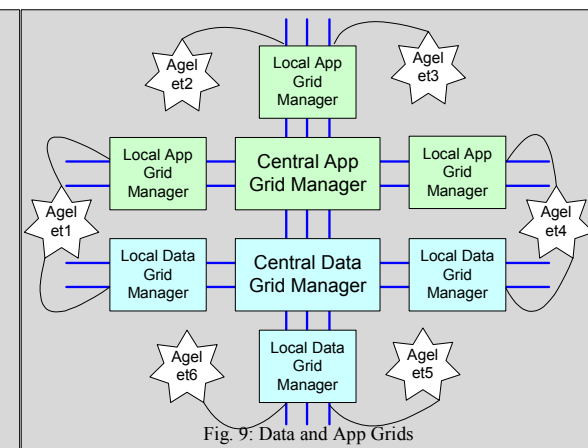 Agel
et2
Local App
Grid
Manager
Agel
et3
Local App
Grid
Manager
Central App
Grid Manager
Local App
Grid
Manager
Agel
et1
Agel
et4
Local Data
Grid
Manager
Central Data
Grid Manager
Local Data
Grid
Manager
Agel
et6
Local Data
Grid
Manager
Agel
et5
Fig. 9: Data and App Grids